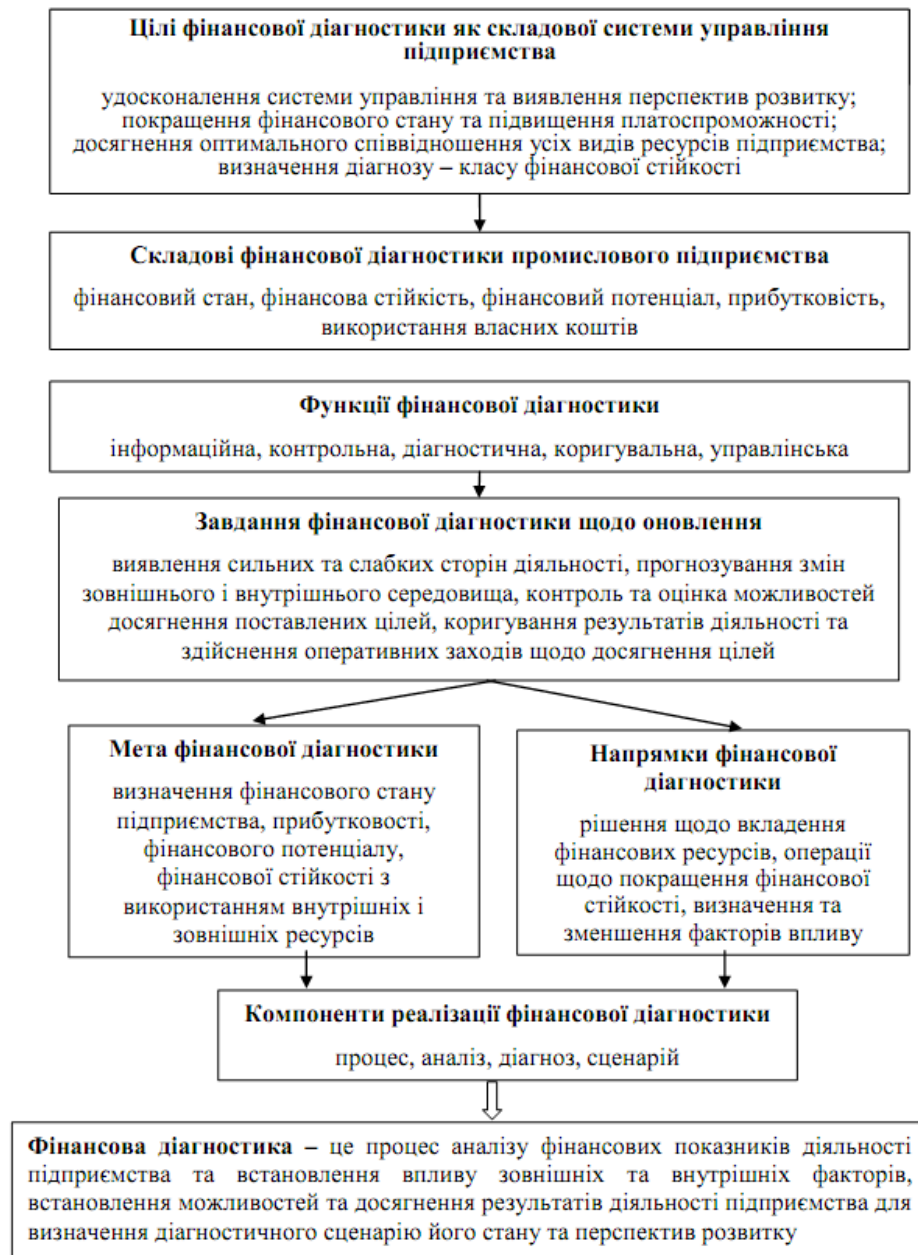 Цілі фінансової діагностики як складової системи управління
підприємства
удосконалення системи управління та виявлення перспектив розвитку;
покращення фінансового стану та підвищення платоспроможності;
досягнення оптимального співвідношення усіх видів ресурсів підприємства;
визначення діагнозу – класу фінансової стійкості
Складові фінансової діагностики промислового підприємства
фінансовий стан, фінансова стійкість, фінансовий потенціал, прибутковість,
використання власних коштів
Функції фінансової діагностики
інформаційна, контрольна, діагностична, коригувальна, управлінська
Завдання фінансової діагностики щодо оновлення
виявлення сильних та слабких сторін діяльності, прогнозування змін
зовнішнього і внутрішнього середовища, контроль та оцінка можливостей
досягнення поставлених цілей, коригування результатів діяльності та
здійснення оперативних заходів щодо досягнення цілей
Мета фінансової діагностики
визначення фінансового стану
підприємства, прибутковості,
фінансового потенціалу,
фінансової стійкості з
використанням внутрішніх і
зовнішніх ресурсів
Напрямки фінансової
діагностики
рішення щодо вкладення
фінансових ресурсів, операції
щодо покращення фінансової
стійкості, визначення та
зменшення факторів впливу
Компоненти реалізації фінансової діагностики
процес, аналіз, діагноз, сценарій
Фінансова діагностика – це процес аналізу фінансових показників діяльності
підприємства та встановлення впливу зовнішніх та внутрішніх факторів,
встановлення можливостей та досягнення результатів діяльності підприємства для
визначення діагностичного сценарію його стану та перспектив розвитку